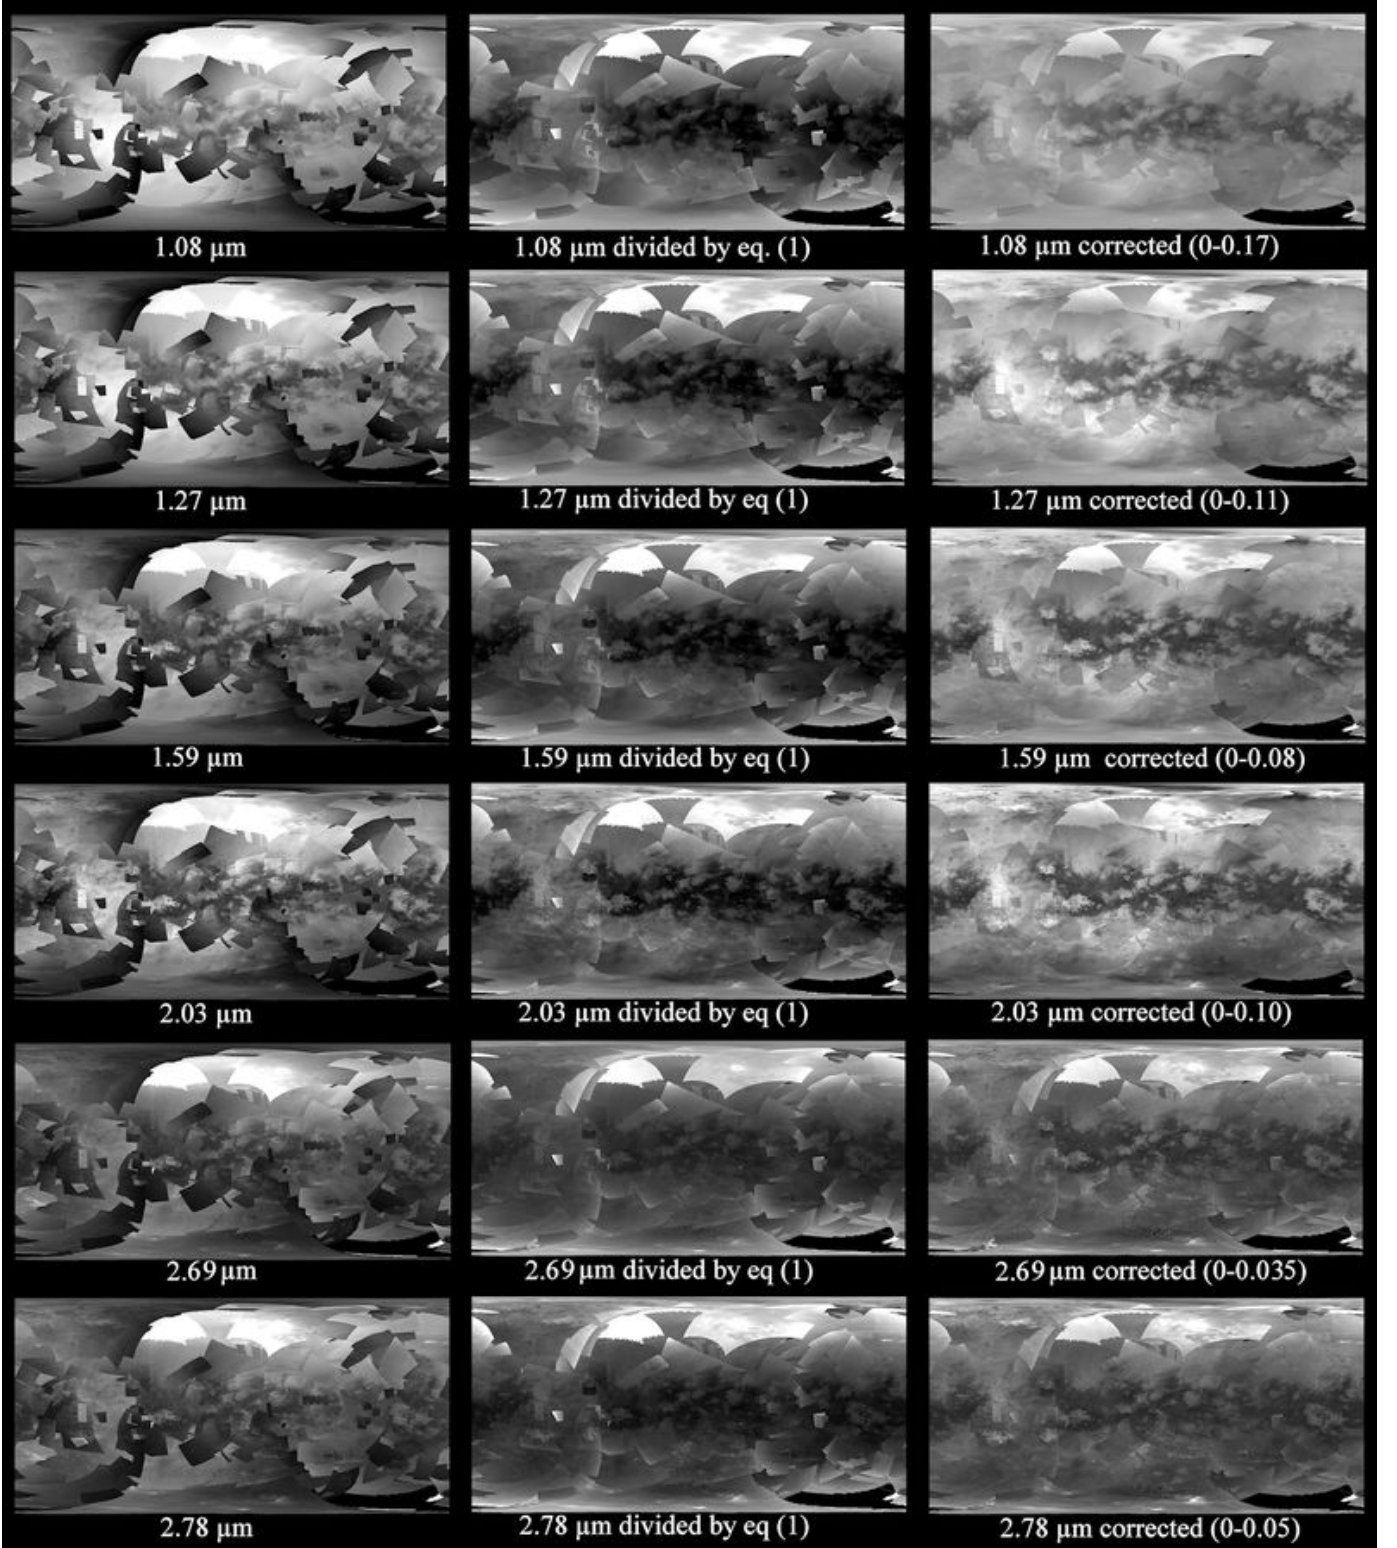 1.08 µm
1.08 µm divided by eq. (1)
1.08 µm corrected (0-0.17)
1.27 µm
1.27 µm divided by eq (1)
1.27 µm corrected (0-0.11)
1.59 µm
1.59 µm divided by eq (1)
1.59 µm corrected (0-0.08)
2.03 µm
2.03 µm divided by eq (1)
2.03 µm corrected (0-0.10)
2.69 µm
2.69 µm divided by eq (1)
2.69 µm corrected (0-0.035)
2.78 µm
2.78 µm divided by eq (1)
2.78 µm corrected (0-0.05)